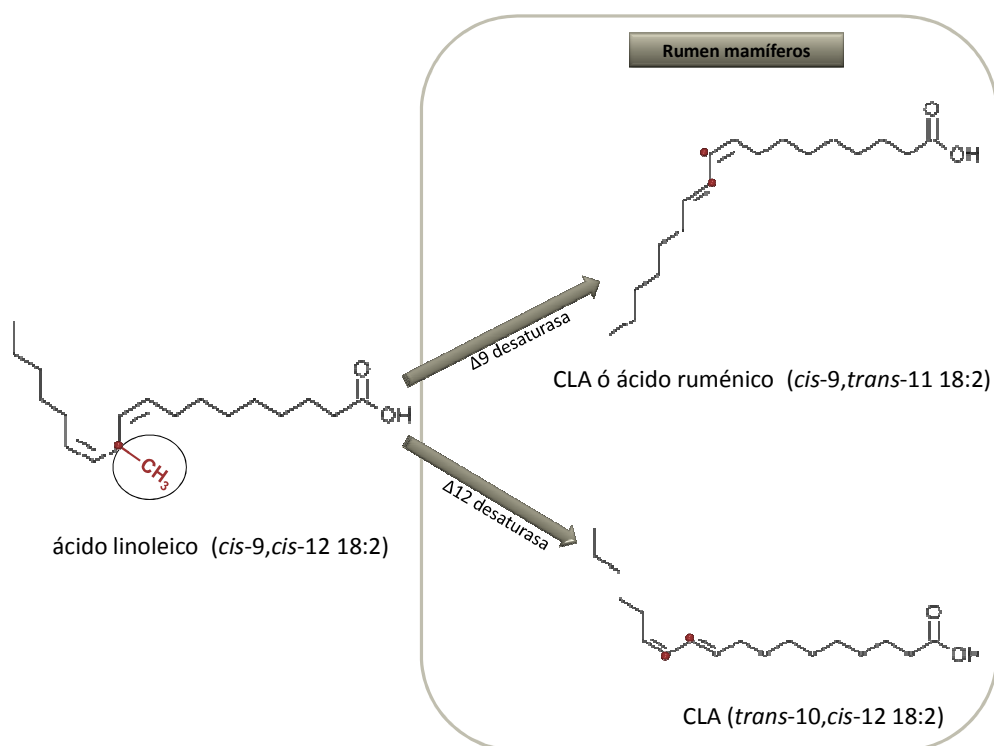 Rumen mamíferos
O
OH
Δ9 desaturasa
CLA ó ácido ruménico (cis-9,trans-11 18:2)
O
OH
CH3
Δ12 desaturasa
ácido linoleico (cis-9,cis-12 18:2)
O
OH
CLA (trans-10,cis-12 18:2)